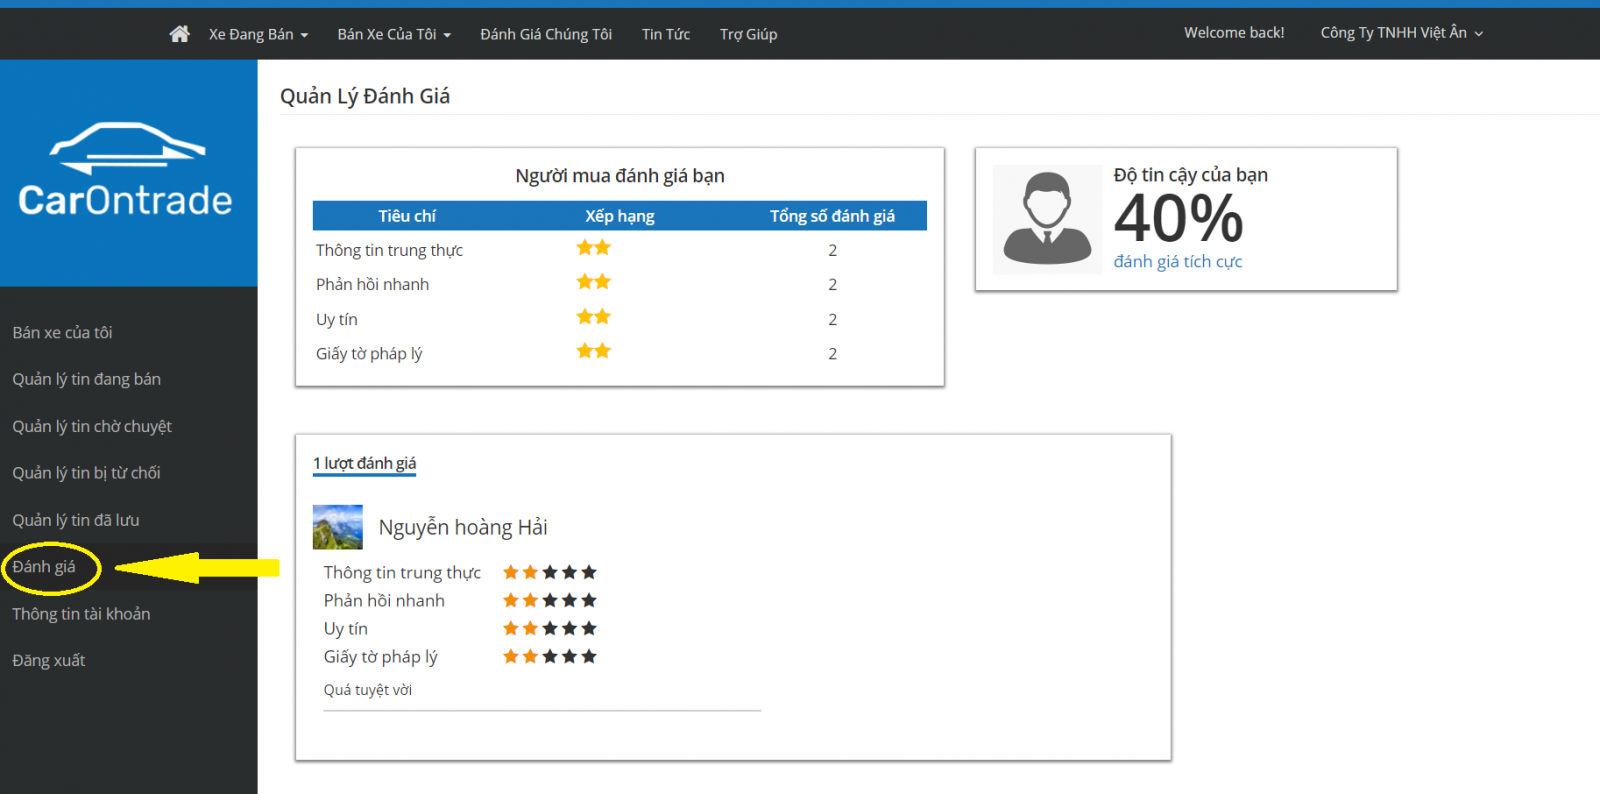 Xe Đang Bán Bán Xe Của Tôi Đánh Giá Chúng Tôi Tin Tức Trợ Giúp Welcome back! Công Ty TNHH Việt Ân
CarOntrade
Bán xe của tôi
Quản lý tin đang bán
Quản lý tin chờ chuyệt
Quản lý tin bị từ chối
Quản lý tin đã lưu
Đánh giá
Thông tin tài khoản
Đăng xuất
Quản Lý Đánh Giá
Người mua đánh giá bạn
Tiêu chí Xếp hạng Tổng số đánh giá
Thông tin trung thực 2
Phản hồi nhanh 2
Uy tín 2
Giấy tờ pháp lý 2
Độ tin cậy của bạn
40%
đánh giá tích cực
1 lượt đánh giá
Nguyễn hoàng Hải
Thông tin trung thực
Phản hồi nhanh
Uy tín
Giấy tờ pháp lý
Quá tuyệt vời